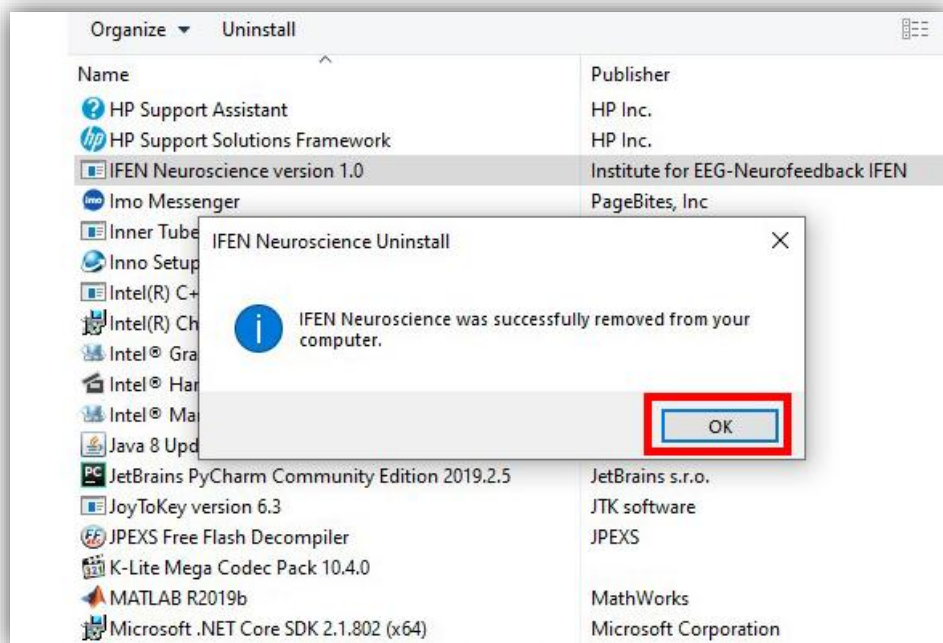 Organize Uninstall
Name Publisher
HP Support Assistant HP Inc.
HP Support Solutions Framework HP Inc.
IFEN Neuroscience version 1.0 Institute for EEG-Neurofeedback IFEN
Imo Messenger PageBites, Inc
Inner Tube
Inno Setup
Intel(R) C+
Intel(R) Ch
Intel® Gra
Intel® Har
Intel® Ma
Java 8 Upd
IFEN Neuroscience Uninstall
IFEN Neuroscience was successfully removed from your
computer.
OK
JetBrains PyCharm Community Edition 2019.2.5 JetBrains s.r.o.
JoyToKey version 6.3 JTK software
JPEXS Free Flash Decompiler JPEXS
K-Lite Mega Codec Pack 10.4.0
MATLAB R2019b MathWorks
Microsoft .NET Core SDK 2.1.802 (x64) Microsoft Corporation